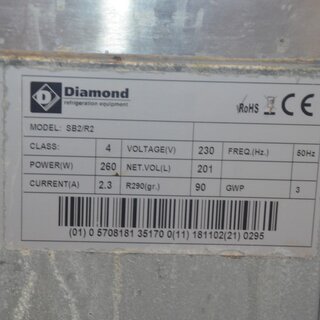 D Diamond
refrigeration equipment
RoHS CE
MODEL: SB2/R2
CLASS: 4 VOLTAGE(V) 230 FREQ.(Hz.) 50Hz
POWER(W) 260 NET.VOL(L) 201
CURRENT(A) 2.3 R290(gr.) 90 GWP 3
(01) 0 5708181 35170 0(11) 181102(21) 0295